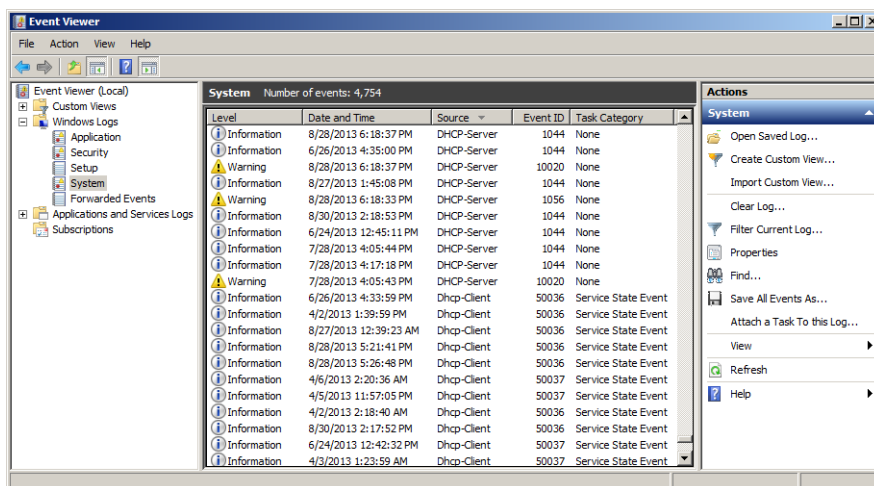 Event Viewer
File Action View Help
Event Viewer (Local)
Custom Views
Windows Logs
Application
Security
Setup
System
Forwarded Events
Applications and Services Logs
Subscriptions
System Number of events: 4,754
Level Date and Time Source Event ID Task Category
Information 8/28/2013 6:18:37 PM DHCP-Server 1044 None
Information 6/26/2013 4:35:00 PM DHCP-Server 1044 None
Warning 8/28/2013 6:18:37 PM DHCP-Server 10020 None
Information 8/27/2013 1:45:08 PM DHCP-Server 1044 None
Warning 8/28/2013 6:18:33 PM DHCP-Server 1056 None
Information 8/30/2013 2:18:53 PM DHCP-Server 1044 None
Information 6/24/2013 12:45:11 PM DHCP-Server 1044 None
Information 7/28/2013 4:05:44 PM DHCP-Server 1044 None
Information 7/28/2013 4:17:18 PM DHCP-Server 1044 None
Warning 7/28/2013 4:05:43 PM DHCP-Server 10020 None
Information 6/26/2013 4:33:59 PM Dhcp-Client 50036 Service State Event
Information 4/2/2013 1:39:59 PM Dhcp-Client 50036 Service State Event
Information 8/27/2013 12:39:23 AM Dhcp-Client 50036 Service State Event
Information 8/28/2013 5:21:41 PM Dhcp-Client 50036 Service State Event
Information 8/28/2013 5:26:48 PM Dhcp-Client 50036 Service State Event
Information 4/6/2013 2:20:36 AM Dhcp-Client 50037 Service State Event
Information 4/5/2013 11:57:05 PM Dhcp-Client 50037 Service State Event
Information 4/2/2013 2:18:40 AM Dhcp-Client 50036 Service State Event
Information 8/30/2013 2:17:52 PM Dhcp-Client 50036 Service State Event
Information 6/24/2013 12:42:32 PM Dhcp-Client 50037 Service State Event
Information 4/3/2013 1:23:59 AM Dhcp-Client 50037 Service State Event
Actions
System
Open Saved Log...
Create Custom View...
Import Custom View...
Clear Log...
Filter Current Log...
Properties
Find...
Save All Events As...
Attach a Task To this Log...
View
Refresh
Help